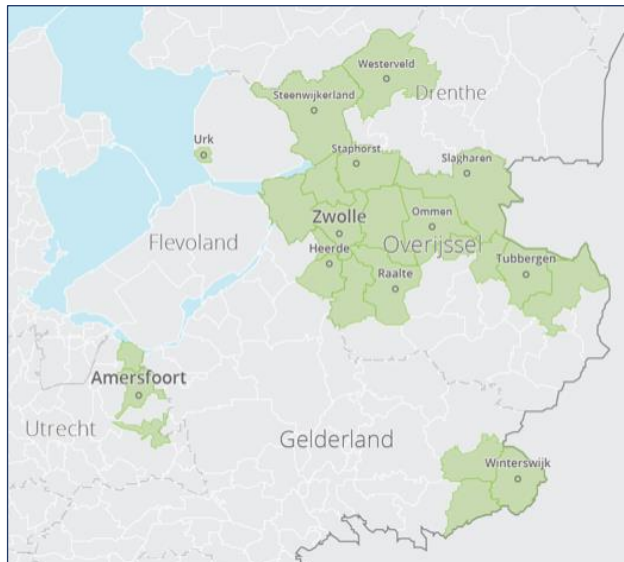 Westerveld
Drenthe
Steenwijkerland
Urk
Staphorst
Slagharen
Zwolle
Ommen
Flevoland
Heerde
Overijssel
Raalte
Tubbergen
Amersfoort
Utrecht
Gelderland
Winterswijk